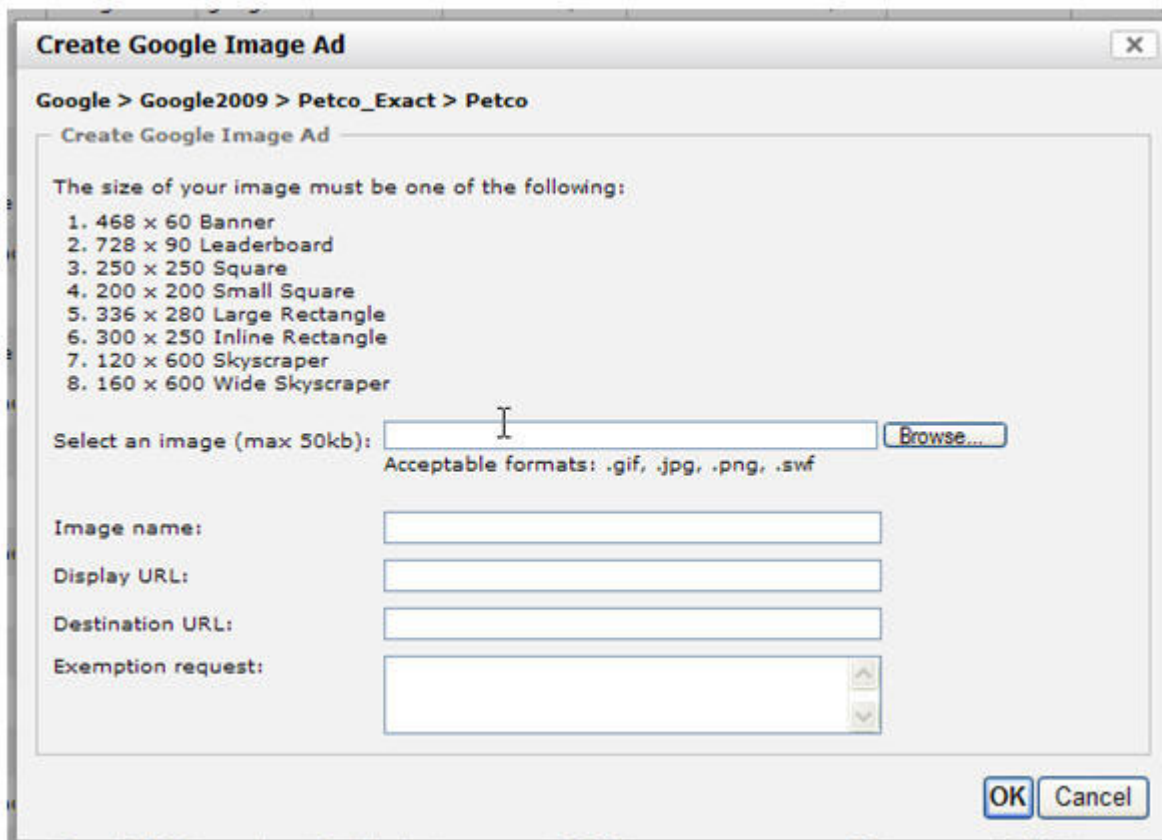 Create Google Image Ad
Google > Google2009 > Petco_Exact > Petco
Create Google Image Ad
The size of your image must be one of the following:
1. 468 x 60 Banner
2. 728 x 90 Leaderboard
3. 250 x 250 Square
4. 200 x 200 Small Square
5. 336 x 280 Large Rectangle
6. 300 x 250 Inline Rectangle
7. 120 x 600 Skyscraper
8. 160 x 600 Wide Skyscraper
Select an image (max 50kb): Browse...
Acceptable formats: .gif, .jpg, .png, .swf
Image name:
Display URL:
Destination URL:
Exemption request:
OK Cancel